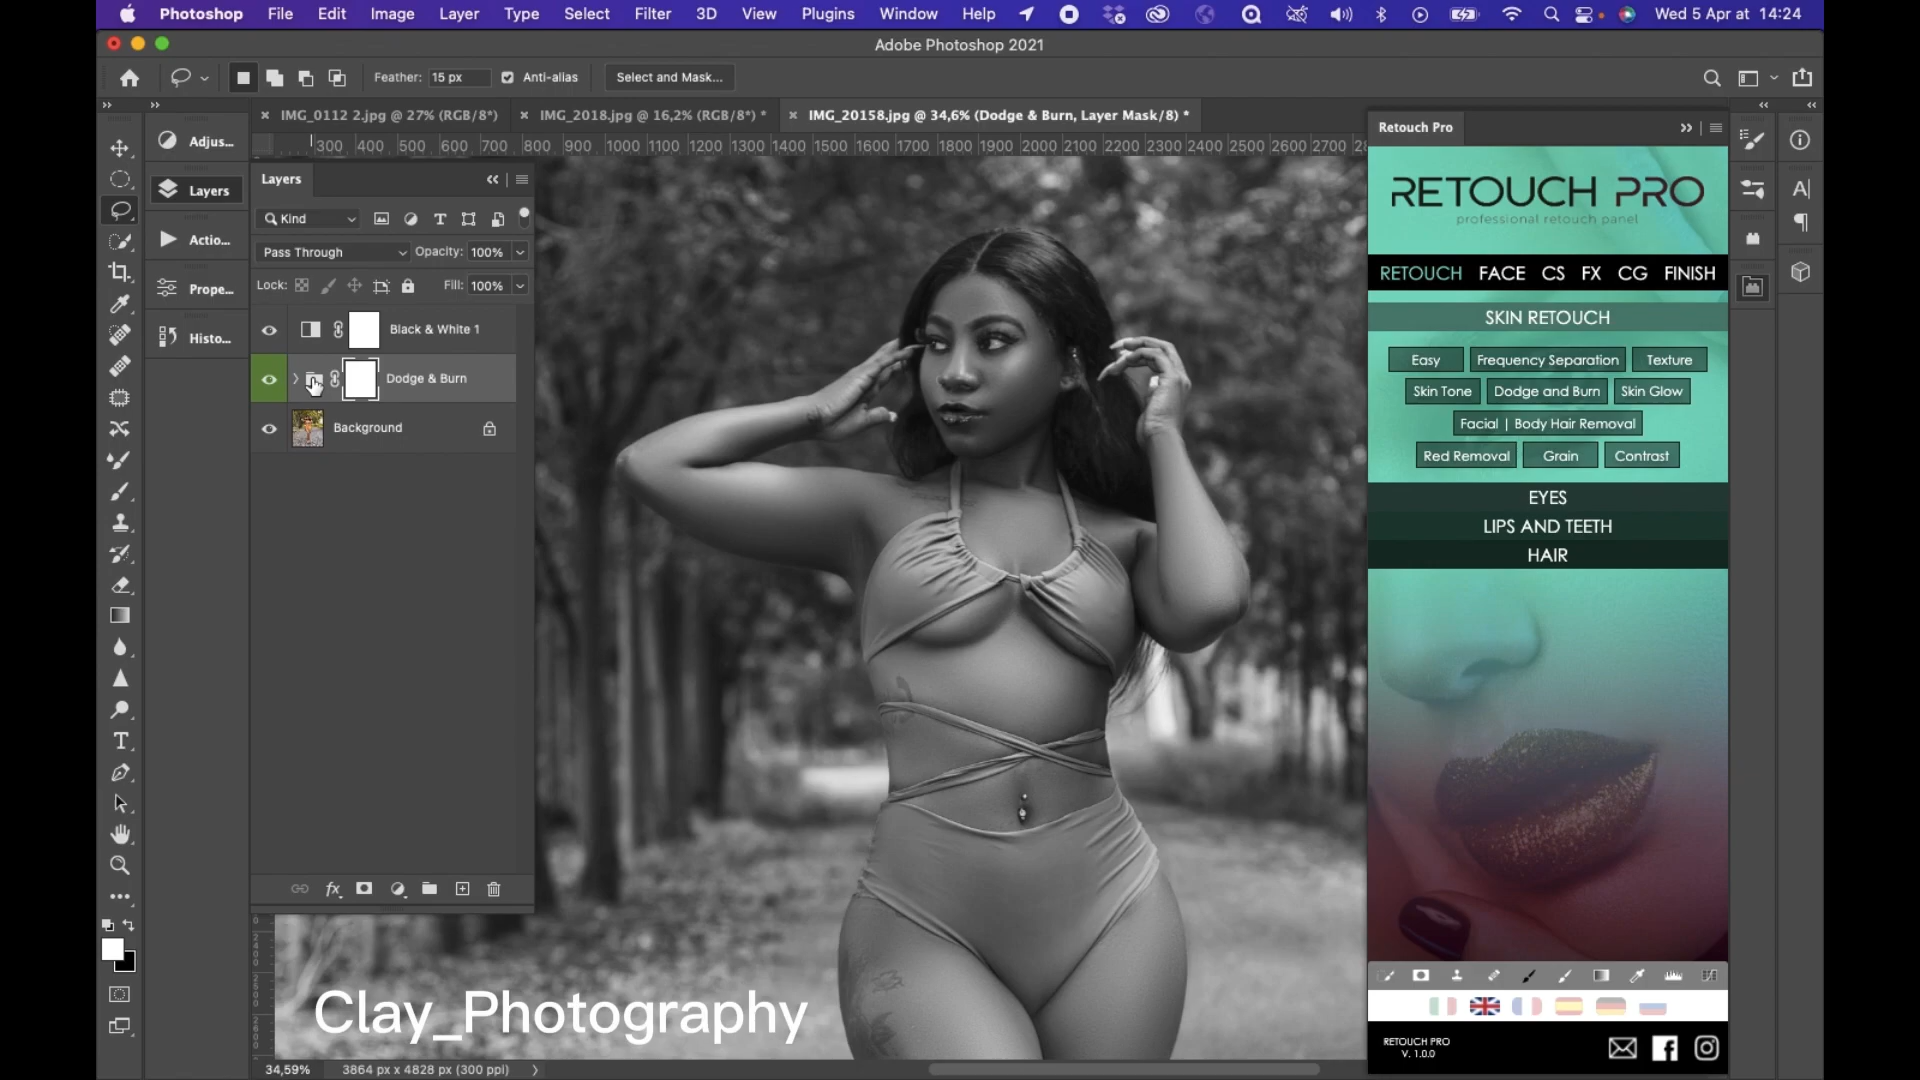 Photoshop File Edit Image Layer Type Select Filter 3D View Plugins Window Help Wed 5 Apr at 14:24
Adobe Photoshop 2021
Feather: 15 px Anti-alias Select and Mask...
IMG_0112 2.jpg @ 27% (RGB/8*) IMG_2018.jpg @ 16,2% (RGB/8*) * IMG_20158.jpg @ 34,6% (Dodge & Burn, Layer Mask/8) *
300 400 500 600 700 800 900 1000 1100 1200 1300 1400 1500 1600 1700 1800 1900 2000 2100 2200 2300 2400 2500 2600 2700
Adjus...
Layers
Actio...
Prope...
Histo...
Layers
Kind
Pass Through Opacity: 100%
Lock: Fill: 100%
Black & White 1
Dodge & Burn
Background
Retouch Pro
RETOUCH PRO
professional retouch panel
RETOUCH FACE CS FX CG FINISH
SKIN RETOUCH
Easy Frequency Separation Texture
Skin Tone Dodge and Burn Skin Glow
Facial | Body Hair Removal
Red Removal Grain Contrast
EYES
LIPS AND TEETH
HAIR
Clay_Photography
RETOUCH PRO
V. 1.0.0
34,59% 3864 px x 4828 px (300 ppi)